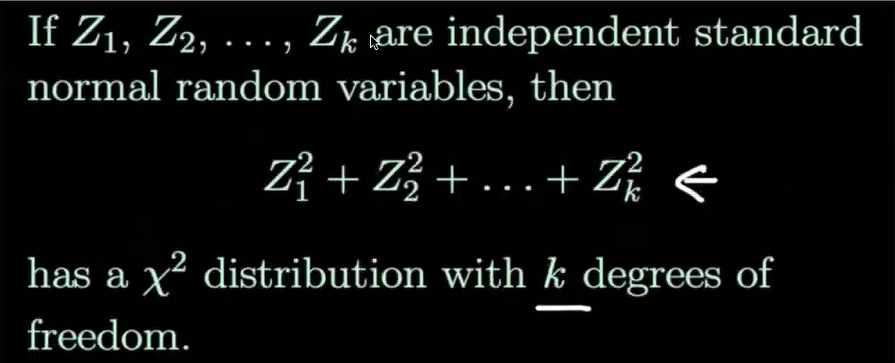 If Z₁, Z₂, …, Zₖ are independent standard
normal random variables, then
Z₁² + Z₂² + … + Zₖ²
has a χ² distribution with k degrees of
freedom.